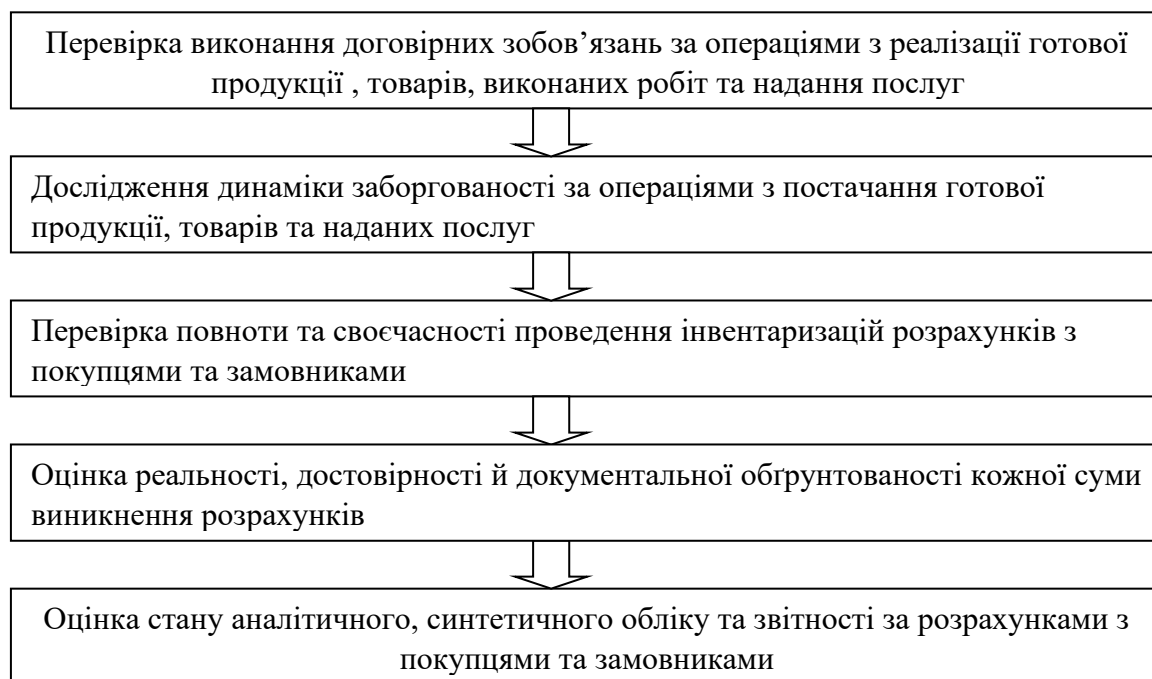 Перевірка виконання договірних зобов’язань за операціями з реалізації готової
продукції , товарів, виконаних робіт та надання послуг
Дослідження динаміки заборгованості за операціями з постачання готової
продукції, товарів та наданих послуг
Перевірка повноти та своєчасності проведення інвентаризацій розрахунків з
покупцями та замовниками
Оцінка реальності, достовірності й документальної обґрунтованості кожної суми
виникнення розрахунків
Оцінка стану аналітичного, синтетичного обліку та звітності за розрахунками з
покупцями та замовниками